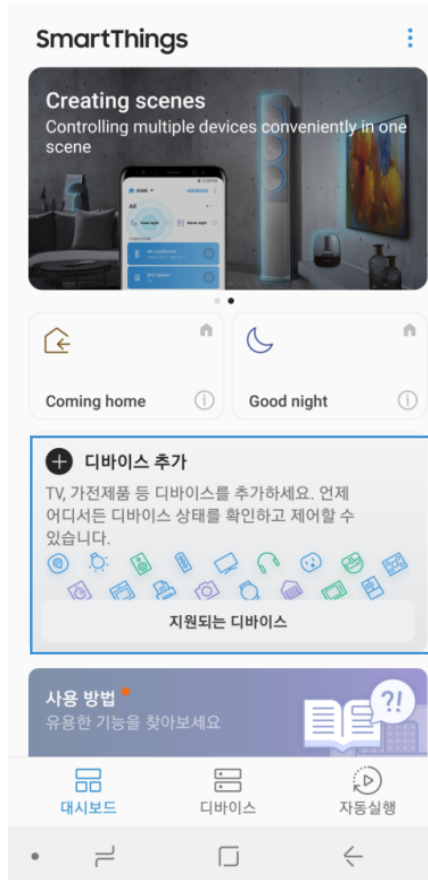 SmartThings
Creating scenes
Controlling multiple devices conveniently in one
scene
Coming home
Good night
디바이스 추가
TV, 가전제품 등 디바이스를 추가하세요. 언제
어디서든 디바이스 상태를 확인하고 제어할 수
있습니다.
지원되는 디바이스
사용 방법
유용한 기능을 찾아보세요
?!
대시보드
디바이스
자동실행